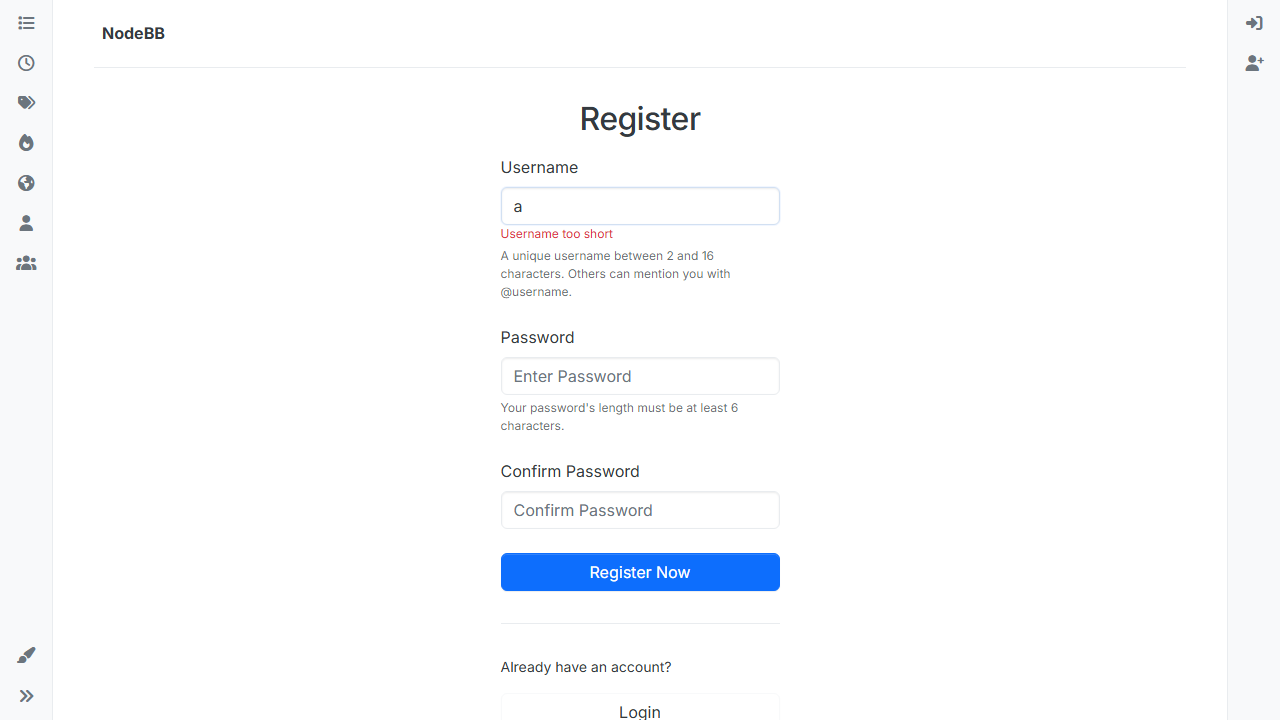 NodeBB
Register
Username
a
Username too short
A unique username between 2 and 16
characters. Others can mention you with
@username.
Password
Enter Password
Your password's length must be at least 6
characters.
Confirm Password
Confirm Password
Register Now
Already have an account?
Login